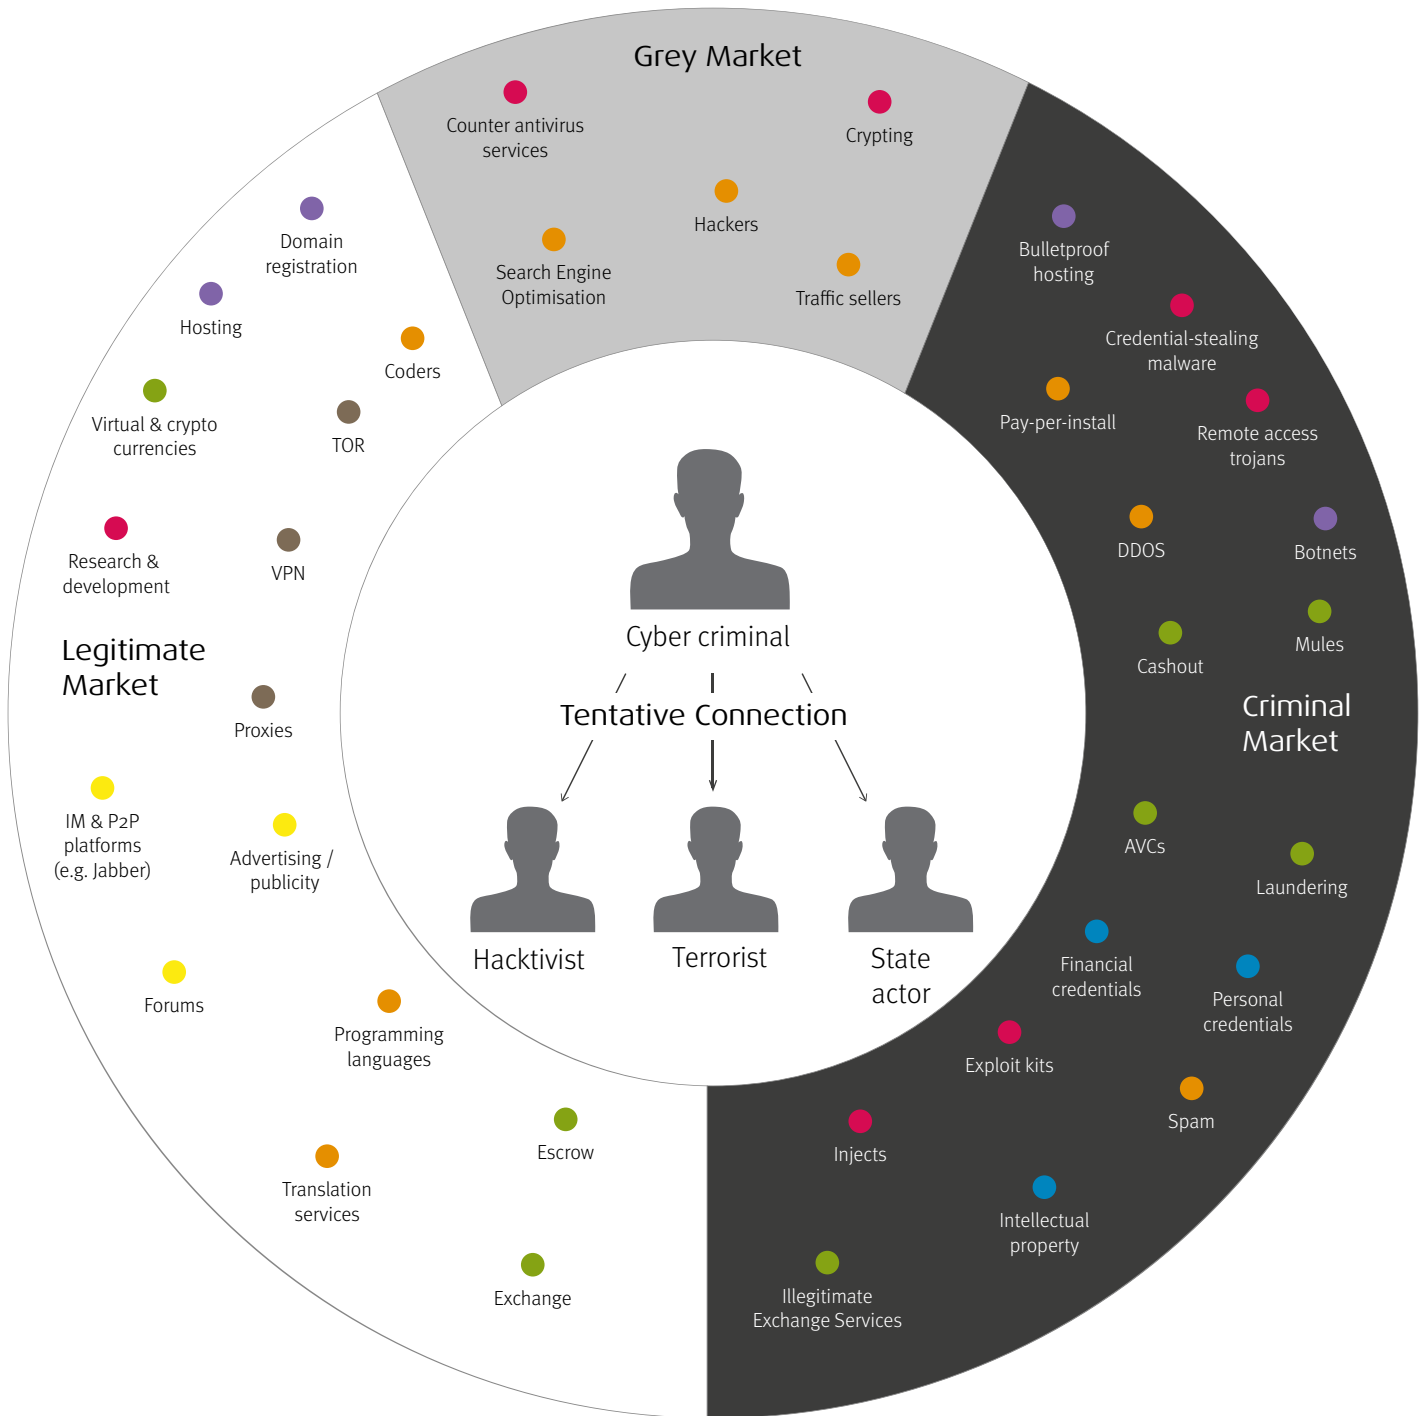 Grey Market
Counter antivirus
services
Crypting
Hackers
Search Engine
Optimisation
Traffic sellers
Domain
registration
Hosting
Coders
Virtual & crypto
currencies
TOR
Research &
development
VPN
Legitimate
Market
Proxies
IM & P2P
platforms
(e.g. Jabber)
Advertising /
publicity
Forums
Programming
languages
Escrow
Translation
services
Exchange
Cyber criminal
Tentative Connection
Hacktivist
Terrorist
State
actor
Bulletproof
hosting
Credential-stealing
malware
Pay-per-install
Remote access
trojans
DDOS
Botnets
Mules
Cashout
Criminal
Market
AVCs
Laundering
Financial
credentials
Personal
credentials
Exploit kits
Spam
Injects
Intellectual
property
Illegitimate
Exchange Services